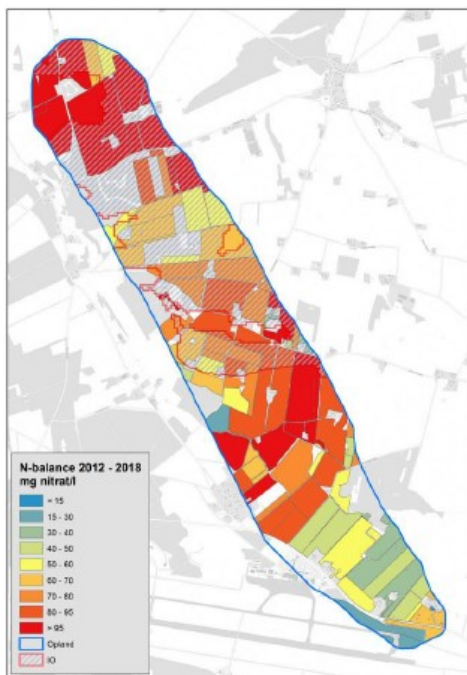 N-balance 2012 - 2018
mg nitrat/l
< 15
15 - 30
30 - 40
40 - 50
50 - 60
60 - 70
70 - 80
80 - 95
> 95
Opland
IO